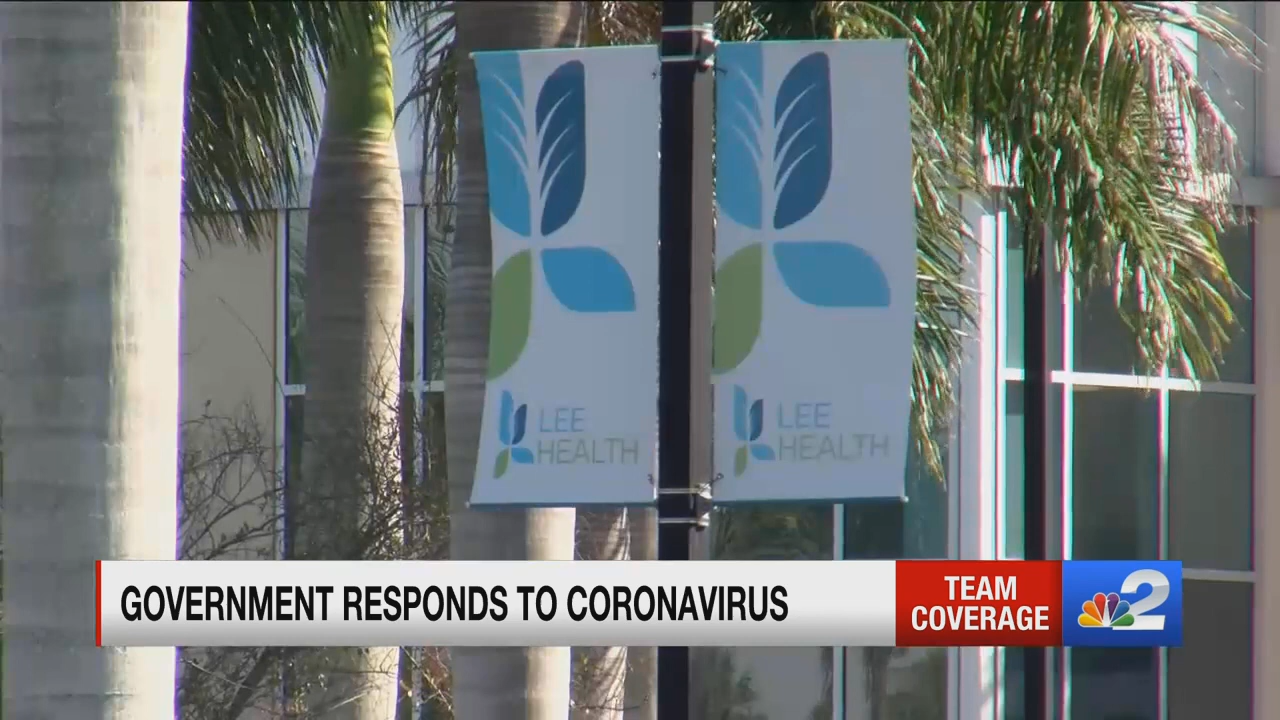 LEE
HEALTH
LEE
HEALTH
GOVERNMENT RESPONDS TO CORONAVIRUS
TEAM
COVERAGE
2